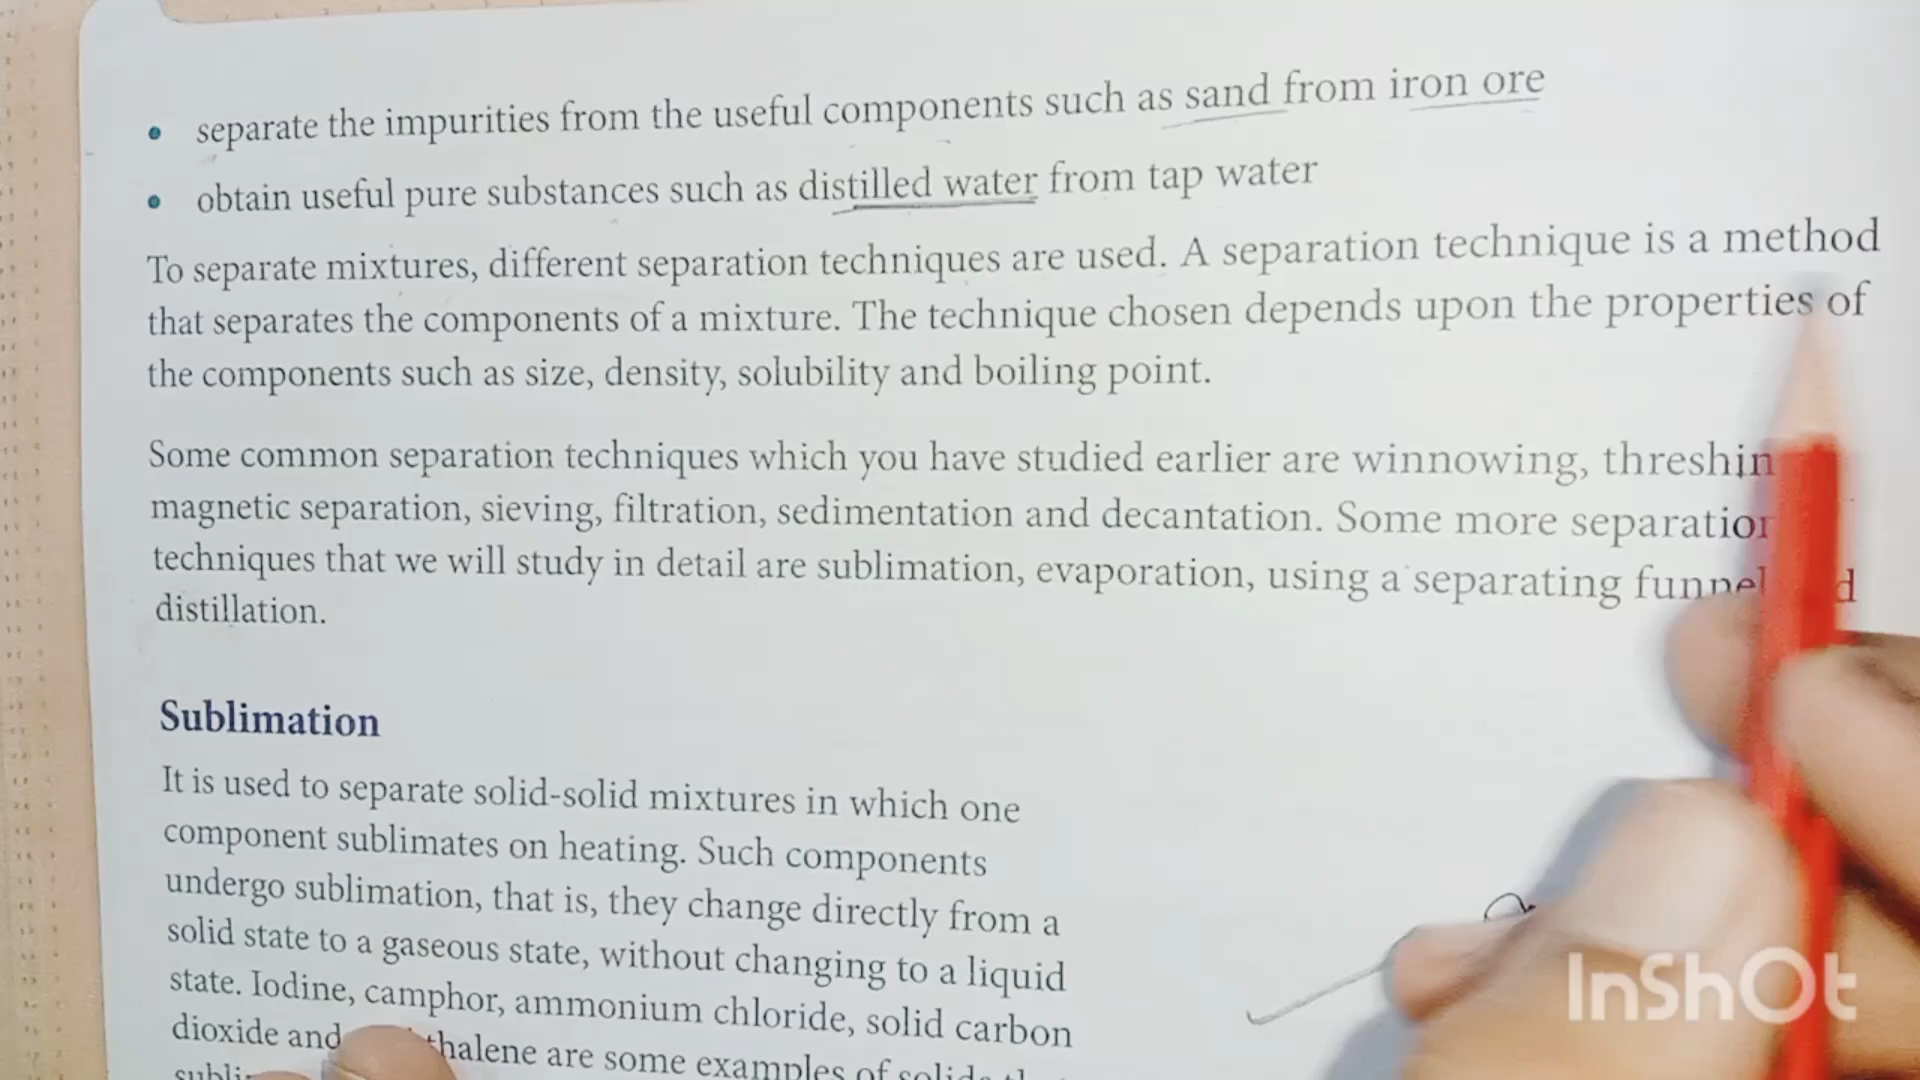 • separate the impurities from the useful components such as sand from iron ore
• obtain useful pure substances such as distilled water from tap water
To separate mixtures, different separation techniques are used. A separation technique is a method
that separates the components of a mixture. The technique chosen depends upon the properties of
the components such as size, density, solubility and boiling point.
Some common separation techniques which you have studied earlier are winnowing,
magnetic separation, sieving, filtration, sedimentation and decantation. Some more
techniques that we will study in detail are sublimation, evaporation, using a separating
distillation.
Sublimation
It is used to separate solid-solid mixtures in which one
component sublimates on heating. Such components
undergo sublimation, that is, they change directly from a
solid state to a gaseous state, without changing to a liquid
state. Iodine, camphor, ammonium chloride, solid carbon
dioxide and are some examples of
InShOt